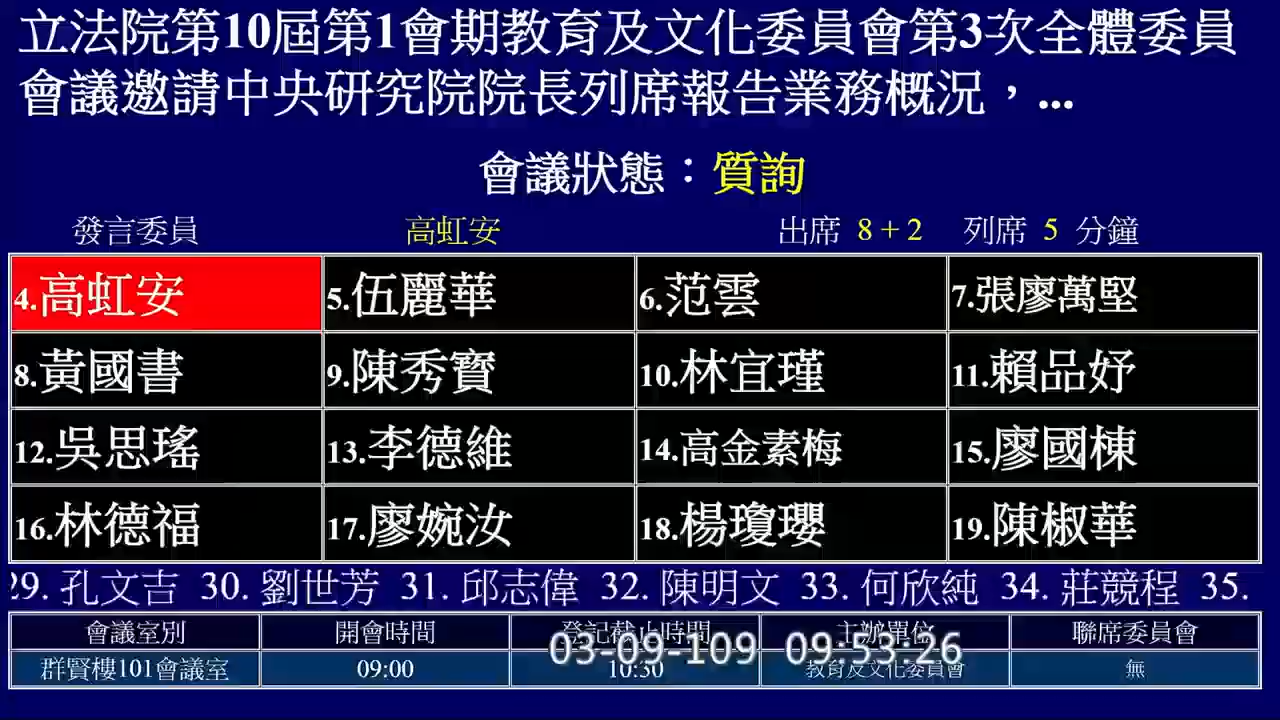 立法院第10屆第1會期教育及文化委員會第3次全體委員
會議邀請中央研究院院長列席報告業務概況，...
會議狀態：質詢
發言委員 高虹安 出席 8 + 2 列席 5 分鐘
4.高虹安 5.伍麗華 6.范雲 7.張廖萬堅
8.黃國書 9.陳秀寳 10.林宜瑾 11.賴品妤
12.吳思瑤 13.李德維 14.高金素梅 15.廖國棟
16.林德福 17.廖婉汝 18.楊瓊瓔 19.陳椒華
29. 孔文吉 30. 劉世芳 31. 邱志偉 32. 陳明文 33. 何欣純 34. 莊競程 35.
會議室別 開會時間 登記截止時間 主辦單位 聯席委員會
03-09-109 09:53:26
群賢樓101會議室 09:00 10:30 教育及文化委員會 無